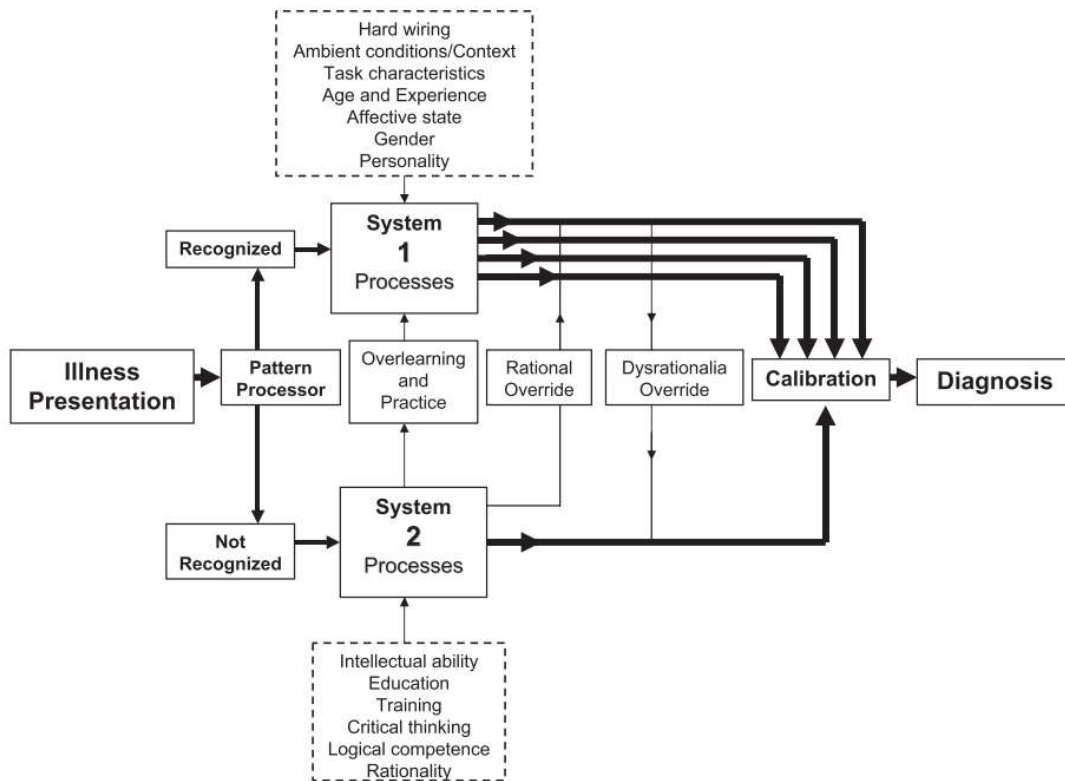 Hard wiring
Ambient conditions/Context
Task characteristics
Age and Experience
Affective state
Gender
Personality
System
1
Processes
Recognized
Illness
Presentation
Pattern
Processor
Overlearning
and
Practice
Rational
Override
Dysrationalia
Override
Calibration
Diagnosis
Not
Recognized
System
2
Processes
Intellectual ability
Education
Training
Critical thinking
Logical competence
Rationality